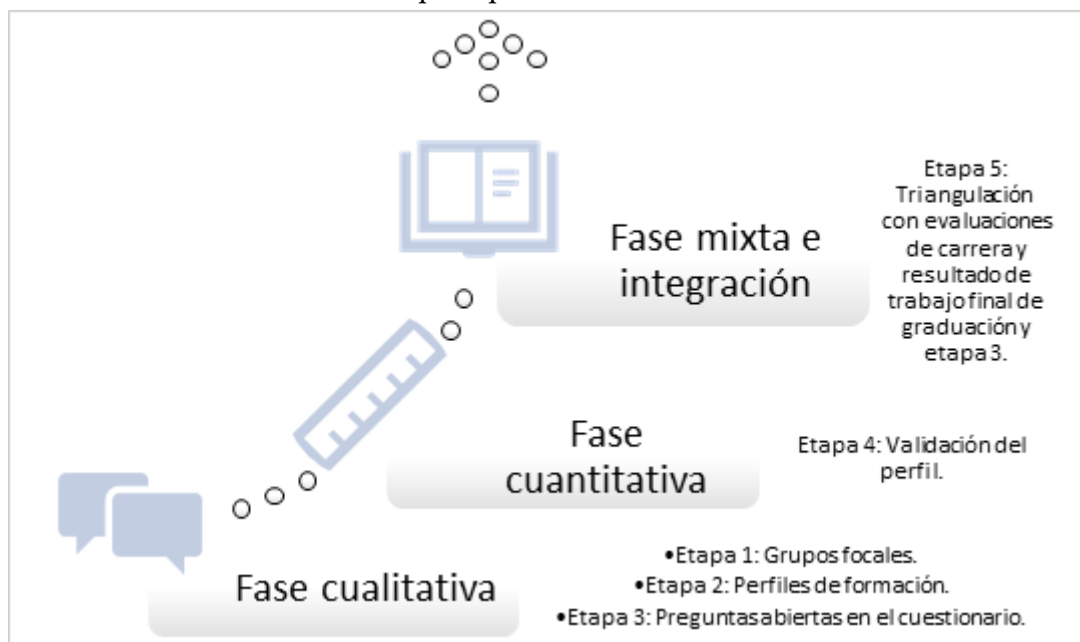 Fase mixta e
integración
Etapa 5:
Triangulación
con evaluaciones
de carrera y
resultado de
trabajo final de
graduación y
etapa 3.
Fase
cuantitativa
Etapa 4: Validación del
perfil.
Fase cualitativa
•Etapa 1: Grupos focales.
•Etapa 2: Perfiles de formación.
•Etapa 3: Preguntas abiertas en el cuestionario.